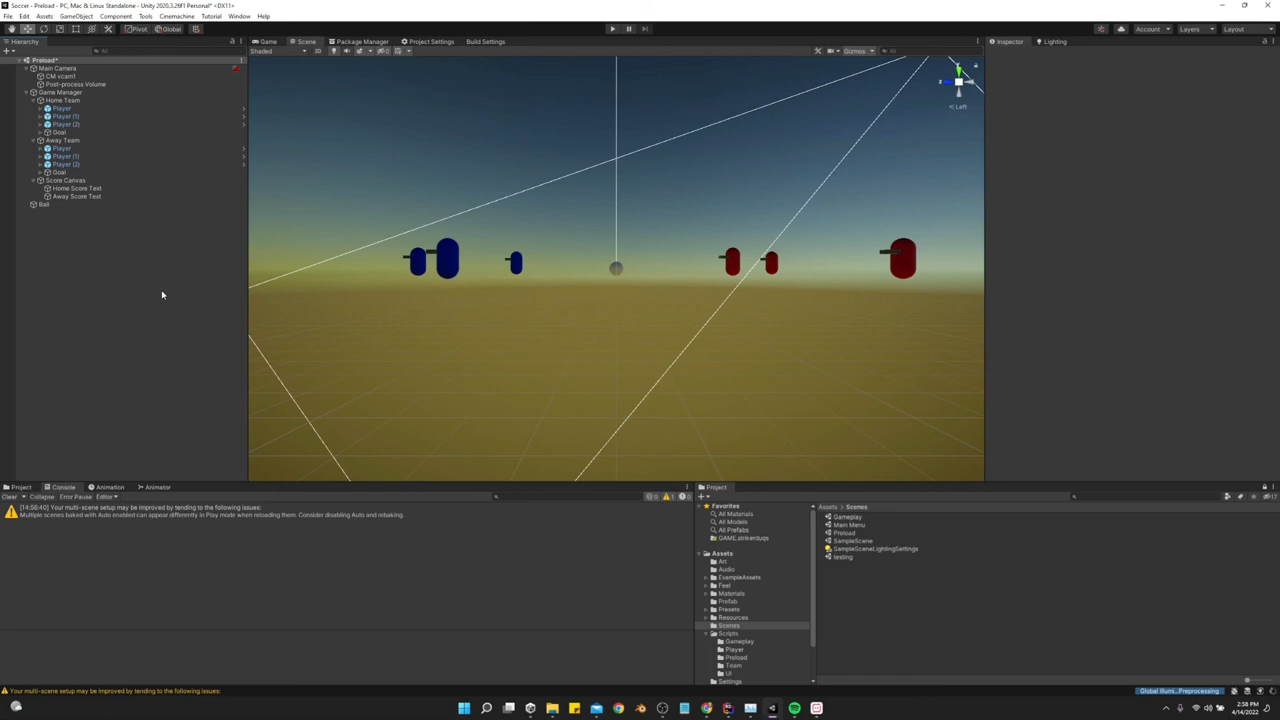 Soccer - Preload - PC, Mac & Linux Standalone - Unity 2020.3.26f1 Personal* <DX11>
File Edit Assets GameObject Component Tools Cinemachine Tutorial Window Help
Pivot Global Account Layers Layout
Hierarchy Game Scene Package Manager Project Settings Build Settings Inspector Lighting
All Shaded 2D Gizmos All
Preload*
Main Camera
CM vcam1
Post-process Volume
Game Manager
Home Team
Player
Player (1)
Player (2)
Goal
Away Team
Player
Player (1)
Player (2)
Goal
Score Canvas
Home Score Text
Away Score Text
Ball
Left
Project Console Animation Animator
Clear Collapse Error Pause Editor
[14:56:40] Your multi-scene setup may be improved by tending to the following issues:
Multiple scenes baked with Auto enabled can appear differently in Play mode when reloading them. Consider disabling Auto and rebaking.
Project
Favorites
All Materials
All Models
All Prefabs
Assets
Art
Audio
ExampleAssets
Feel
Materials
Prefab
Presets
Resources
Scenes
Scripts
Gameplay
Player
Preload
Team
UI
Settings
Assets > Scenes
Gameplay
Main Menu
Preload
SampleScene
SampleSceneLightingSettings
testing
Your multi-scene setup may be improved by tending to the following issues:
Global Illumi...Preprocessing
2:58 PM
4/14/2022